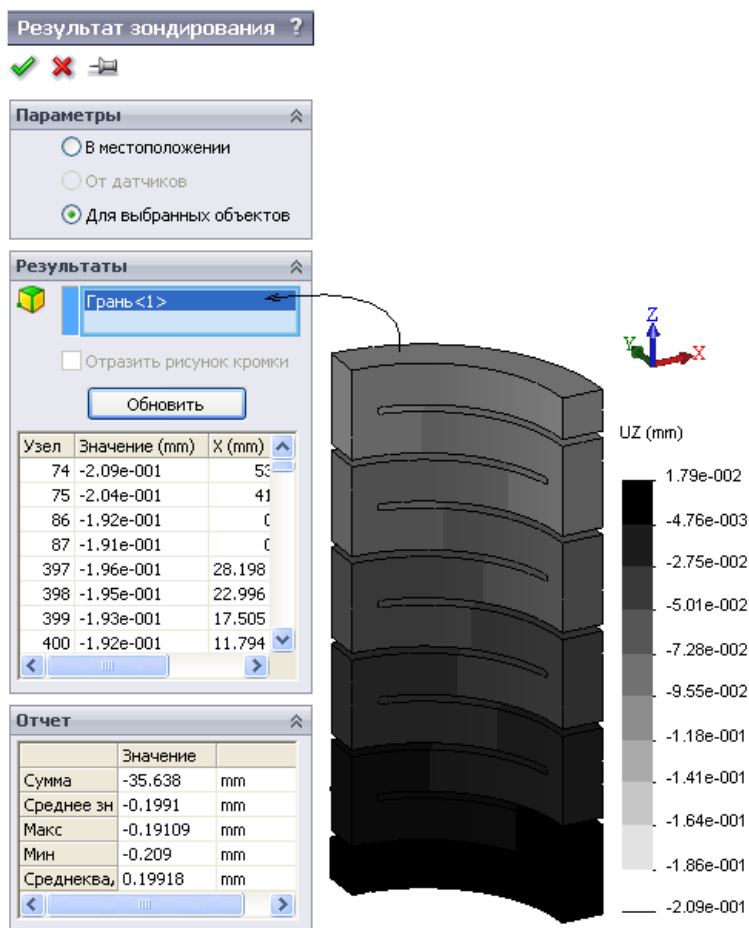 Результат зондирования ?
Параметры
В местоположении
От датчиков
Для выбранных объектов
Результаты
Грань<1>
Отразить рисунок кромки
Обновить
Узел Значение (mm) X (mm)
74 -2.09e-001 53
75 -2.04e-001 41
86 -1.92e-001
87 -1.91e-001
397 -1.96e-001 28.198
398 -1.95e-001 22.996
399 -1.93e-001 17.505
400 -1.92e-001 11.794
Отчет
Значение
Сумма -35.638 mm
Среднее зн -0.1991 mm
Макс -0.19109 mm
Мин -0.209 mm
Среднеква, 0.19918 mm
Z
Y
X
UZ (mm)
1.79e-002
-4.76e-003
-2.75e-002
-5.01e-002
-7.28e-002
-9.55e-002
-1.18e-001
-1.41e-001
-1.64e-001
-1.86e-001
-2.09e-001